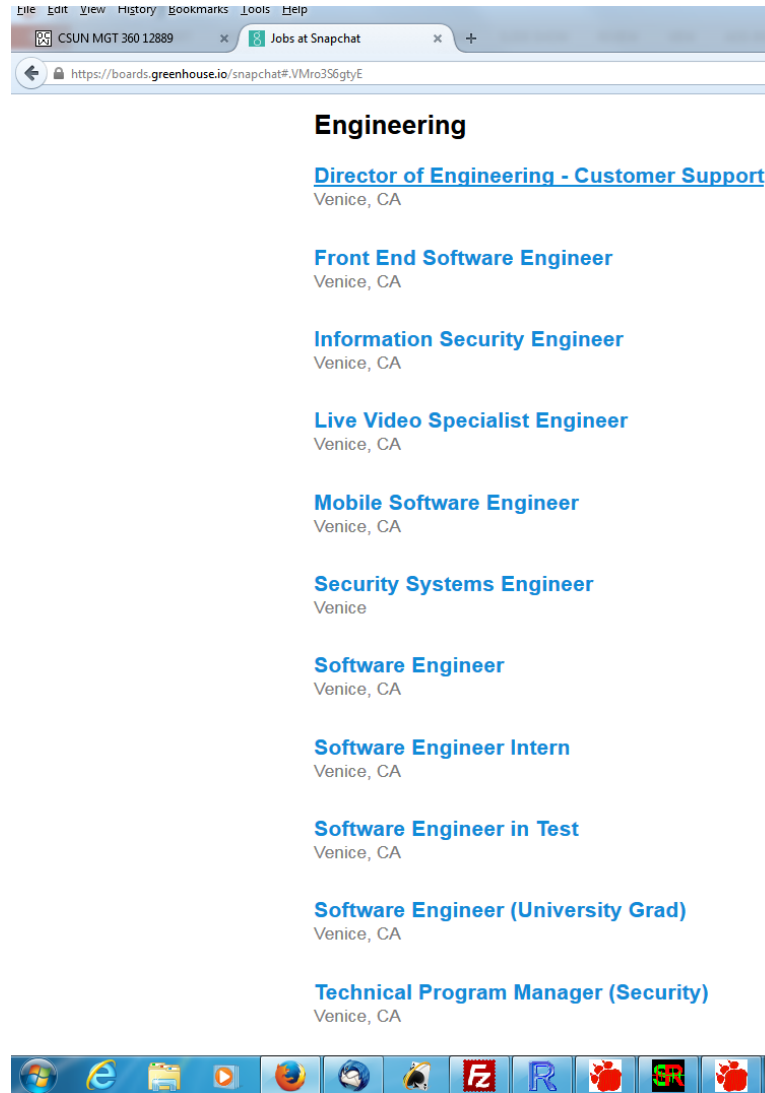 File Edit View History Bookmarks Tools Help
CSUN MGT 360 12889 × Jobs at Snapchat × +
https://boards.greenhouse.io/snapchat#.VMro3S6gtyE
Engineering
Director of Engineering - Customer Support
Venice, CA
Front End Software Engineer
Venice, CA
Information Security Engineer
Venice, CA
Live Video Specialist Engineer
Venice, CA
Mobile Software Engineer
Venice, CA
Security Systems Engineer
Venice
Software Engineer
Venice, CA
Software Engineer Intern
Venice, CA
Software Engineer in Test
Venice, CA
Software Engineer (University Grad)
Venice, CA
Technical Program Manager (Security)
Venice, CA
Fz R SR